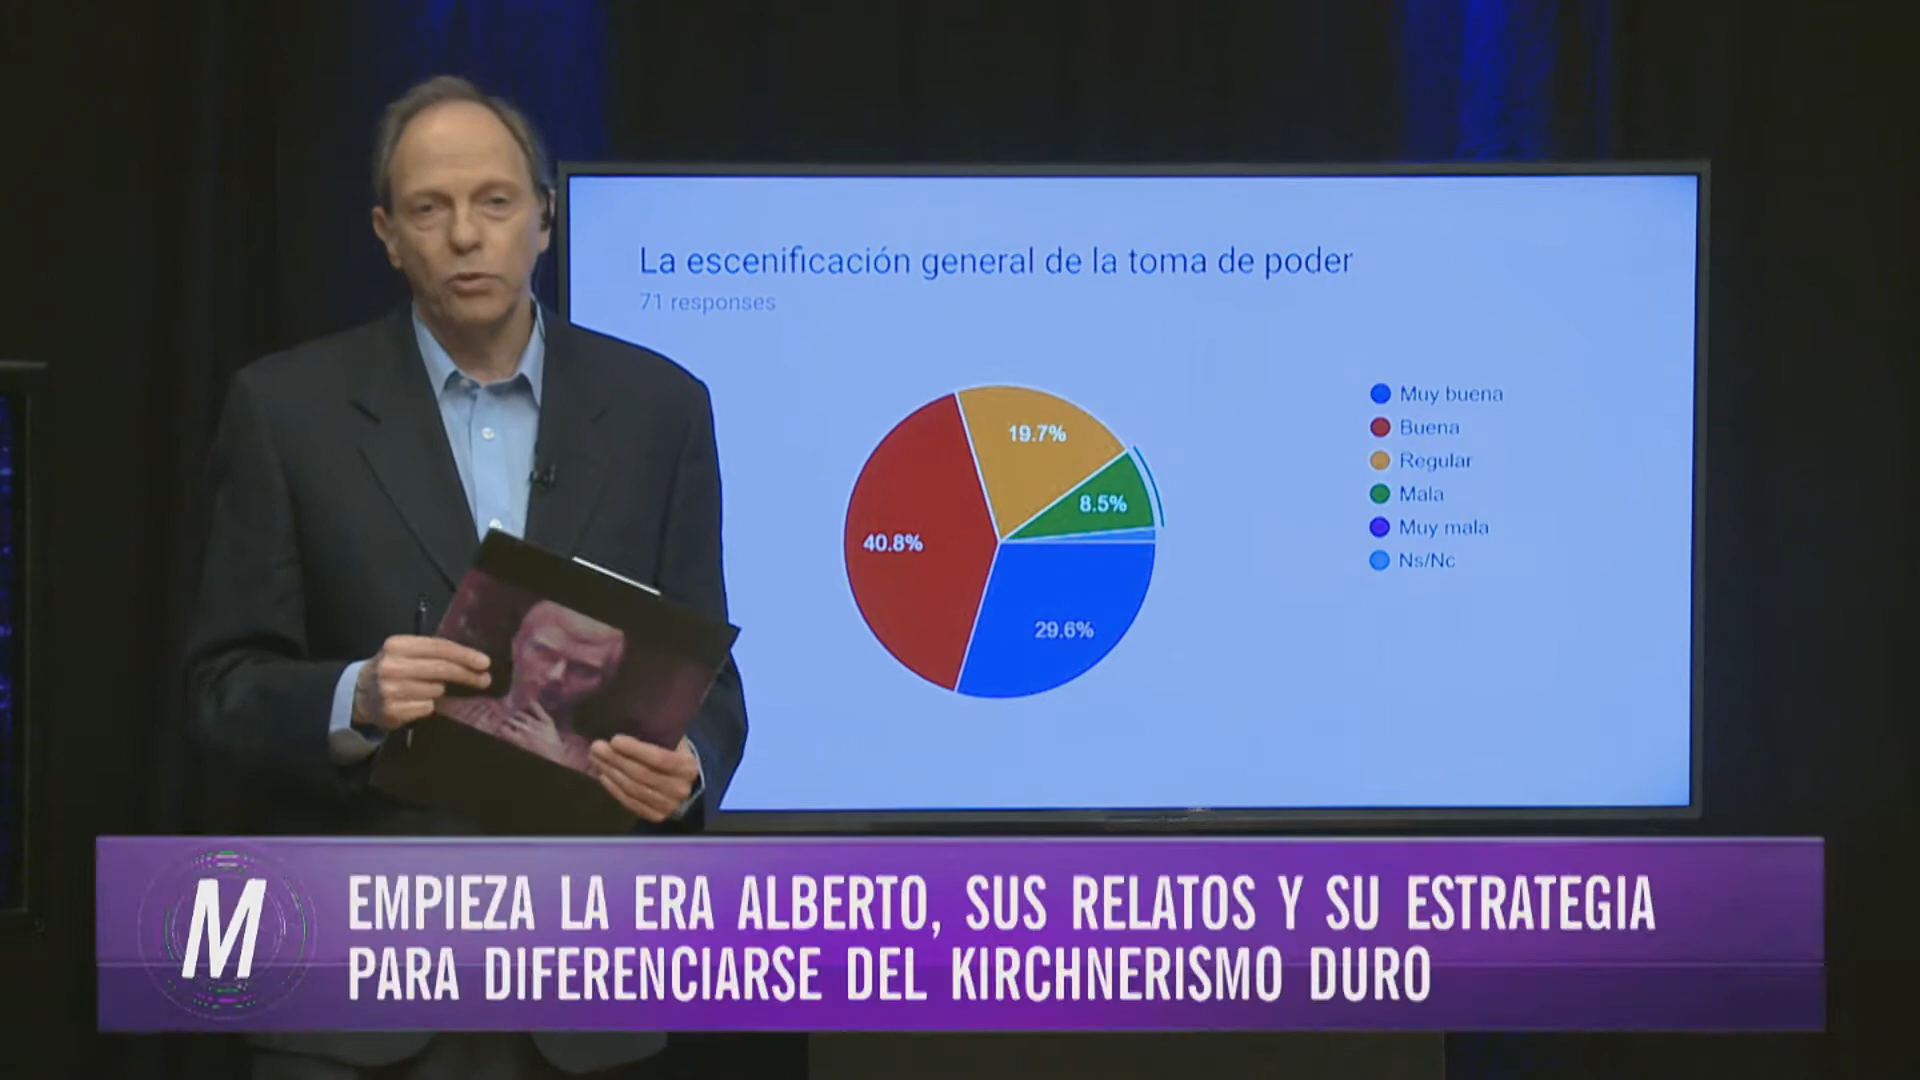 La escenificación general de la toma de poder
71 responses
19.7%
8.5%
40.8%
29.6%
Muy buena
Buena
Regular
Mala
Muy mala
Ns/Nc
M
EMPIEZA LA ERA ALBERTO, SUS RELATOS Y SU ESTRATEGIA
PARA DIFERENCIARSE DEL KIRCHNERISMO DURO